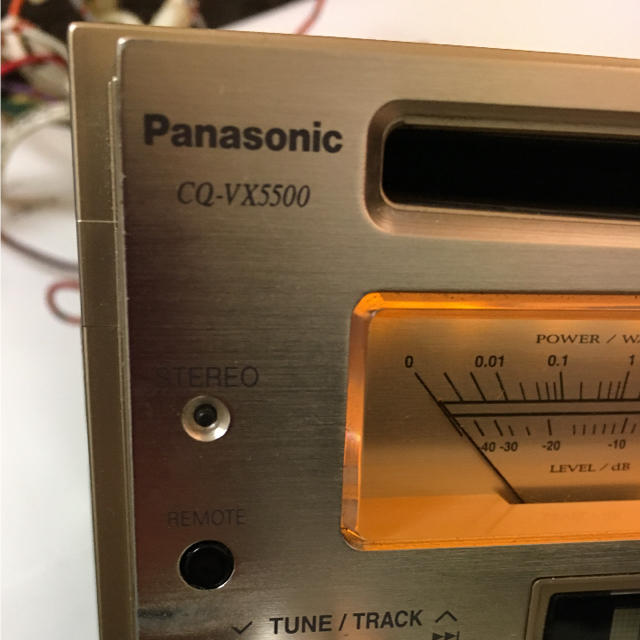 Panasonic
CQ-VX5500
POWER / WA
0 0.01 0.1 1
40 -30 -20 -10
LEVEL / dB
STEREO
REMOTE
TUNE / TRACK